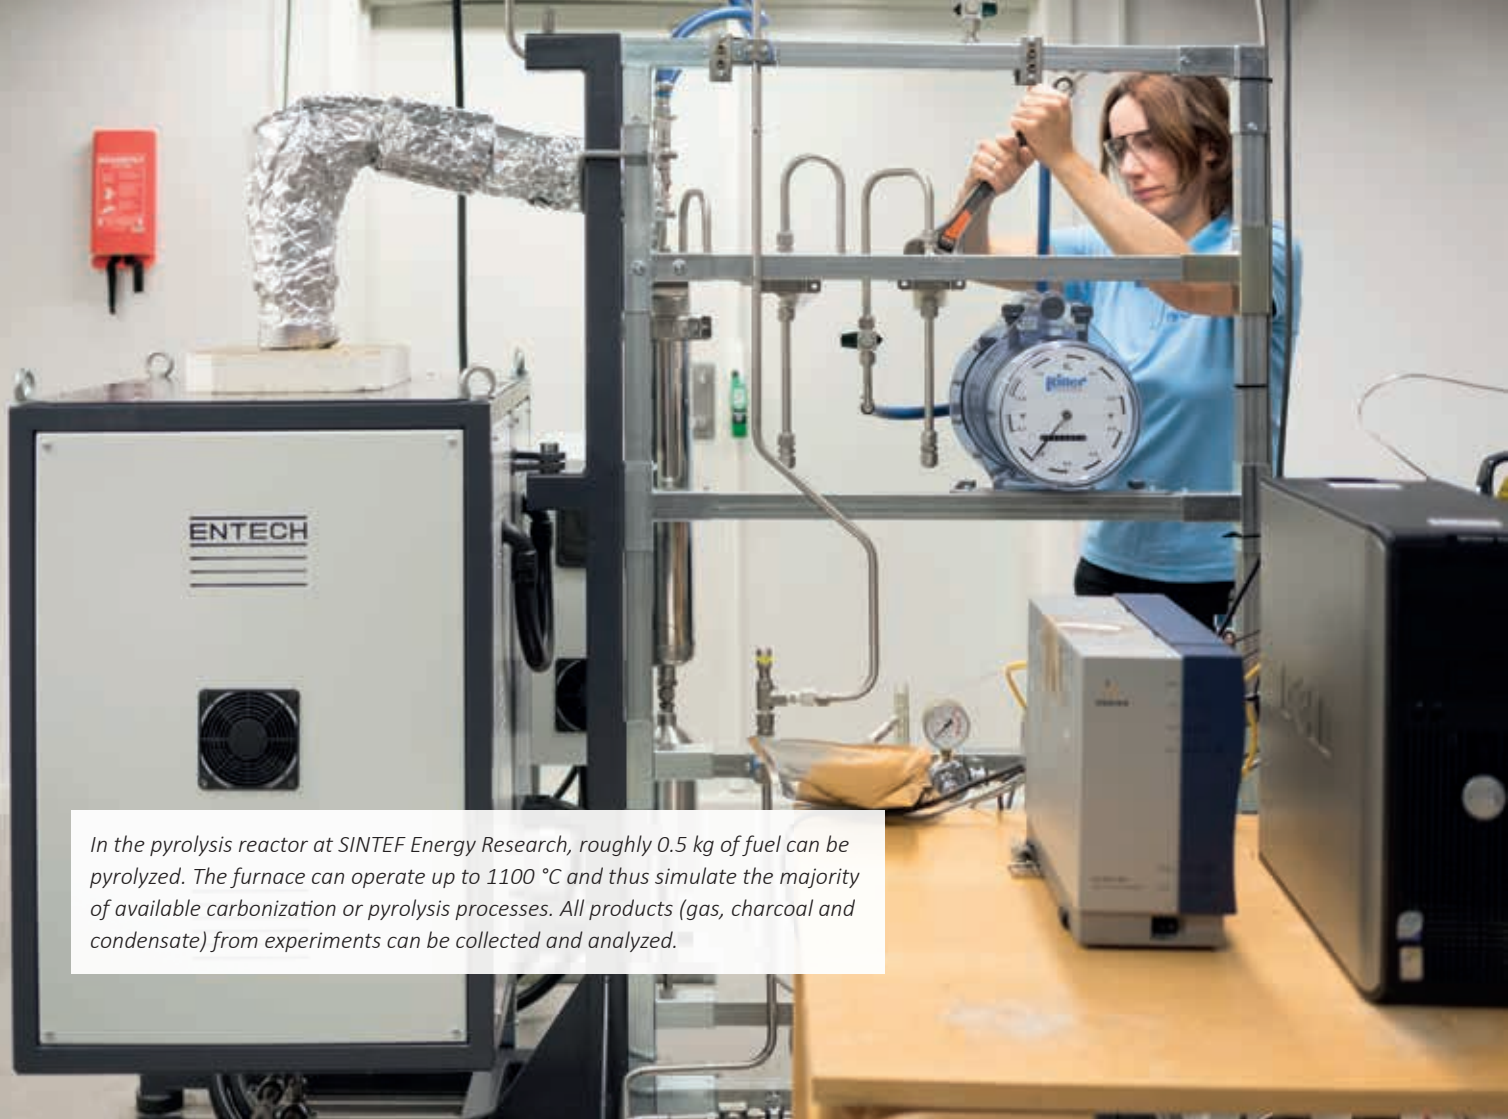 ENTECH
Ritter
In the pyrolysis reactor at SINTEF Energy Research, roughly 0.5 kg of fuel can be
pyrolyzed. The furnace can operate up to 1100 °C and thus simulate the majority
of available carbonization or pyrolysis processes. All products (gas, charcoal and
condensate) from experiments can be collected and analyzed.